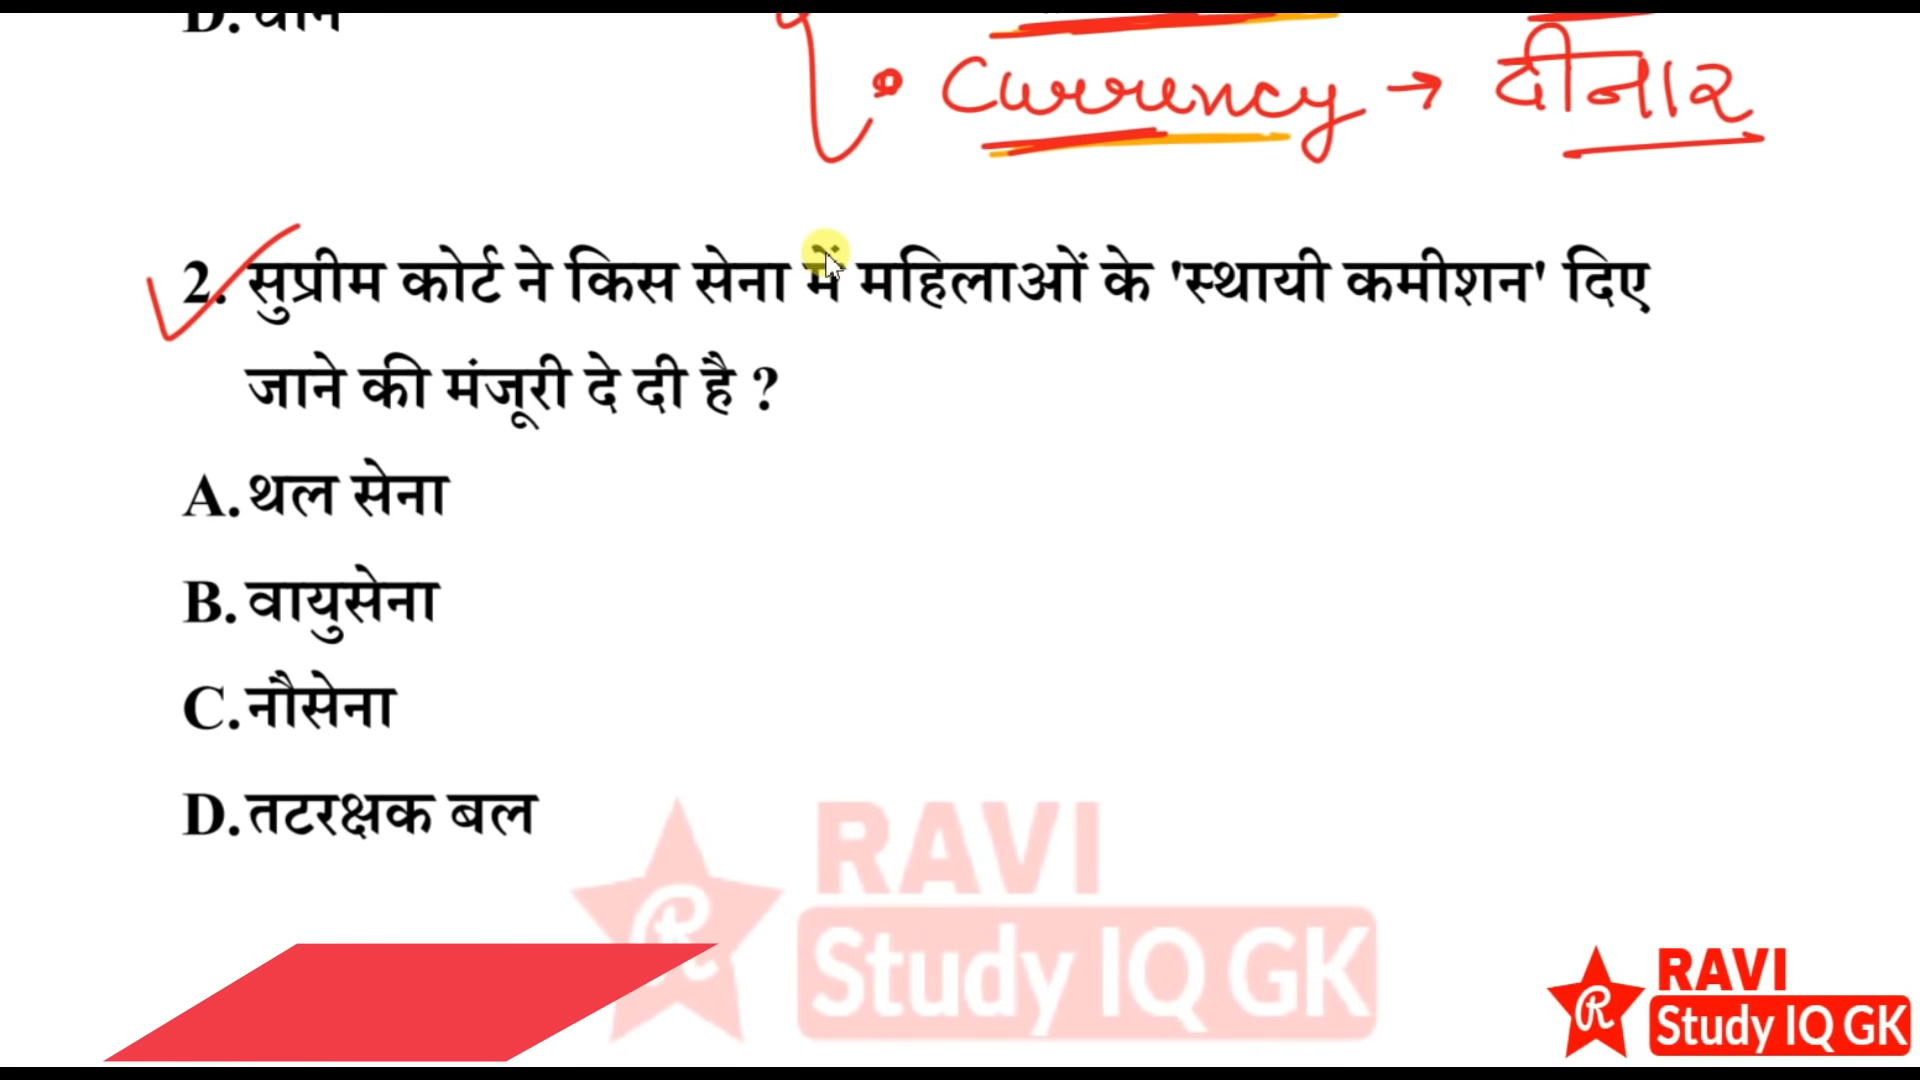 • Currency → दीनार
2. सुप्रीम कोर्ट ने किस सेना में महिलाओं के 'स्थायी कमीशन' दिए
जाने की मंजूरी दे दी है ?
A. थल सेना
B. वायुसेना
C. नौसेना
D. तटरक्षक बल
RAVI
Study IQ GK
R
RAVI
Study IQ GK
R